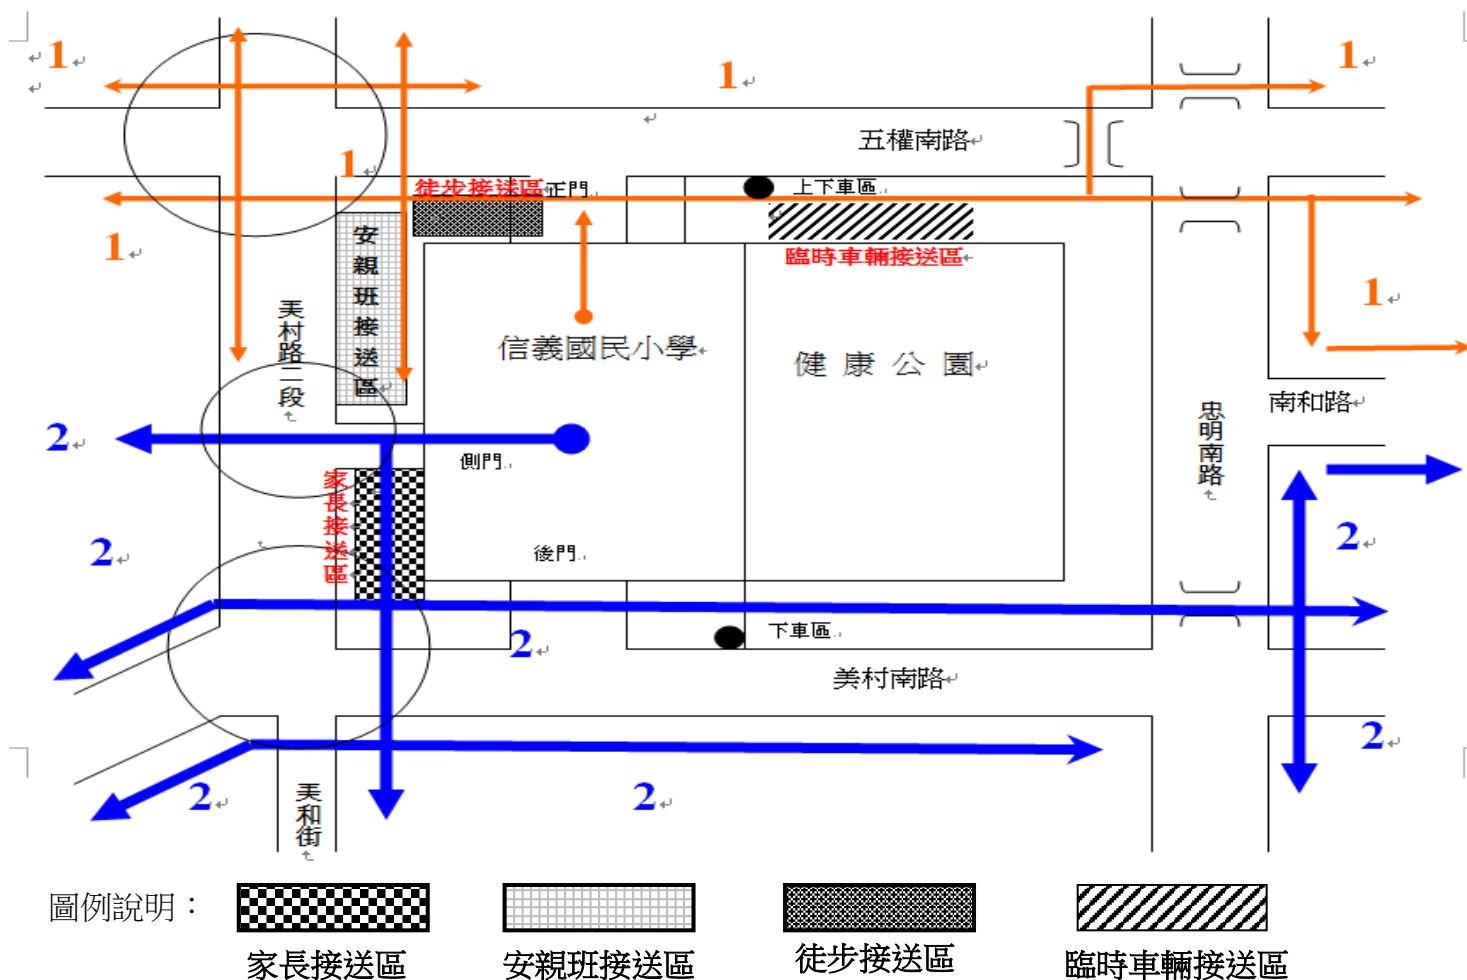 1
1
1
五權南路
1
徒步接送區
正門
上下車區
1
臨時車輛接送區
安親班接送區
1
美村路二段
信義國民小學
健康公園
南和路
忠明南路
2
側門
家長接送區
2
2
後門
2
下車區
美村南路
2
2
2
美和街
圖例說明：
家長接送區
安親班接送區
徒步接送區
臨時車輛接送區